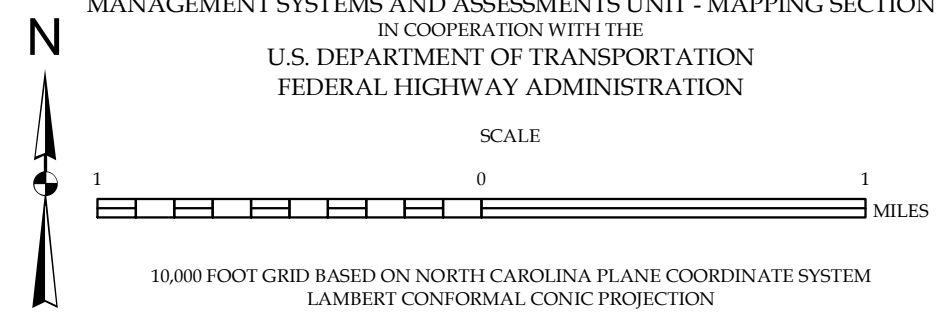 MANAGEMENT SYSTEMS AND ASSESSMENTS UNIT - MAPPING SECTION
N
IN COOPERATION WITH THE
U.S. DEPARTMENT OF TRANSPORTATION
FEDERAL HIGHWAY ADMINISTRATION
SCALE
1 0 1
MILES
10,000 FOOT GRID BASED ON NORTH CAROLINA PLANE COORDINATE SYSTEM
LAMBERT CONFORMAL CONIC PROJECTION